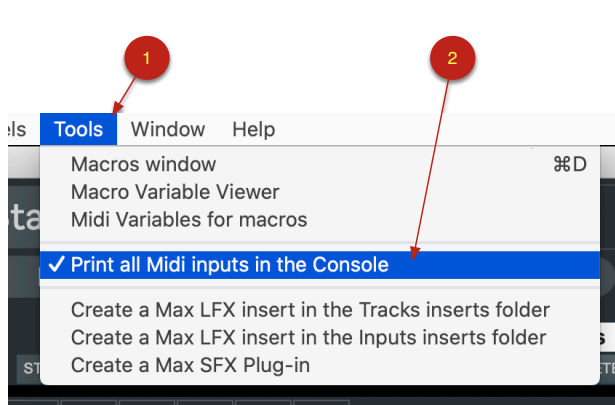 1 2
els Tools Window Help
Macros window ⌘D
Macro Variable Viewer
Midi Variables for macros
✓ Print all Midi inputs in the Console
Create a Max LFX insert in the Tracks inserts folder
Create a Max LFX insert in the Inputs inserts folder
Create a Max SFX Plug-in